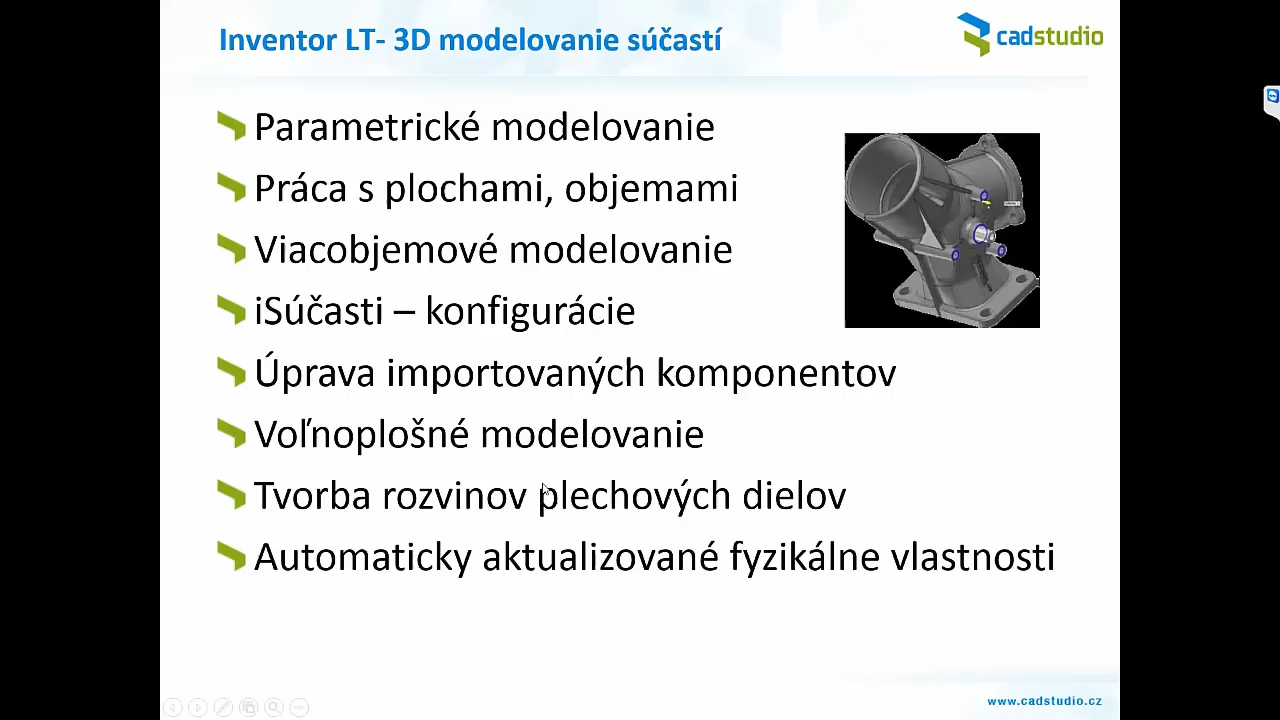 Inventor LT- 3D modelovanie súčastí
cadstudio
Parametrické modelovanie
Práca s plochami, objemami
Viacobjemové modelovanie
iSúčasti – konfigurácie
Úprava importovaných komponentov
Voľnoplošné modelovanie
Tvorba rozvinov plechových dielov
Automaticky aktualizované fyzikálne vlastnosti
www.cadstudio.cz